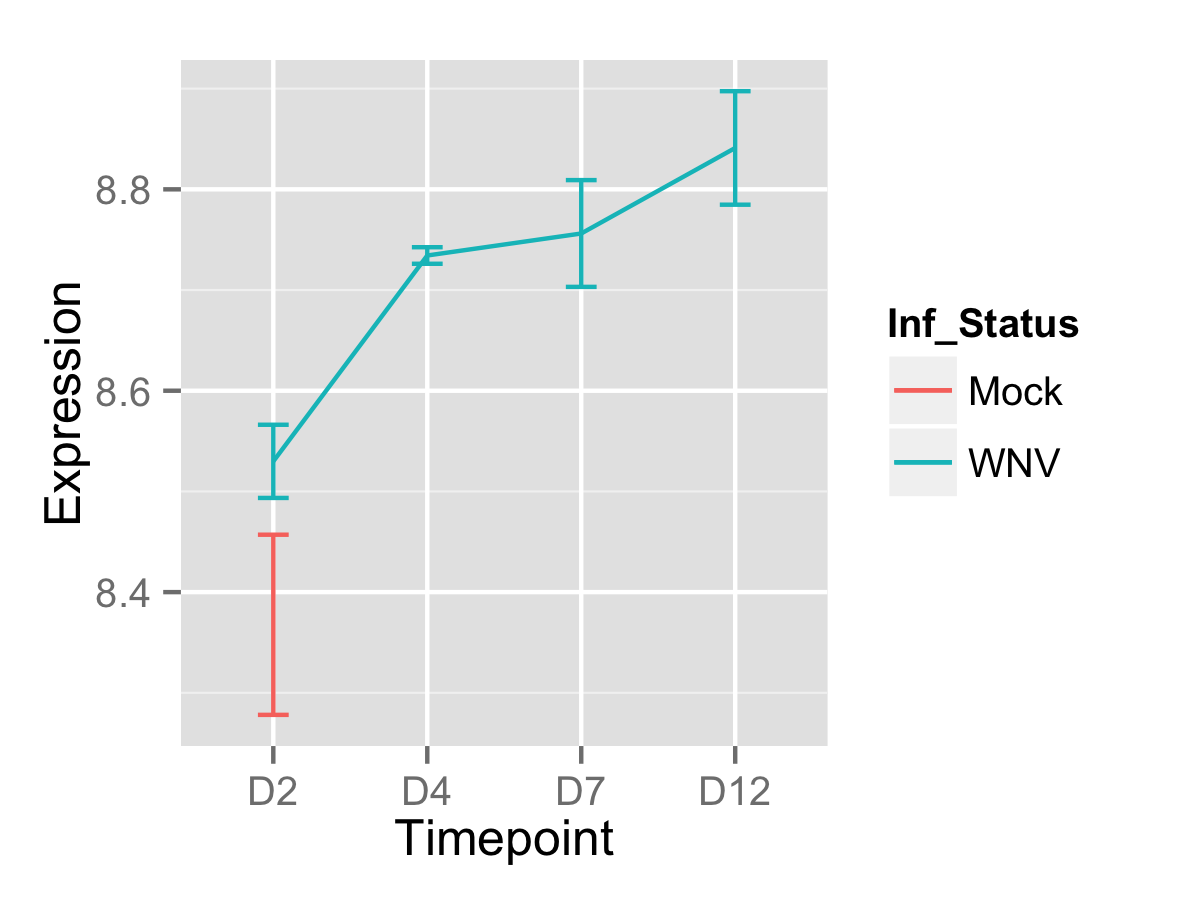 Expression
8.8
8.6
8.4
D2 D4 D7 D12
Timepoint
Inf_Status
Mock
WNV